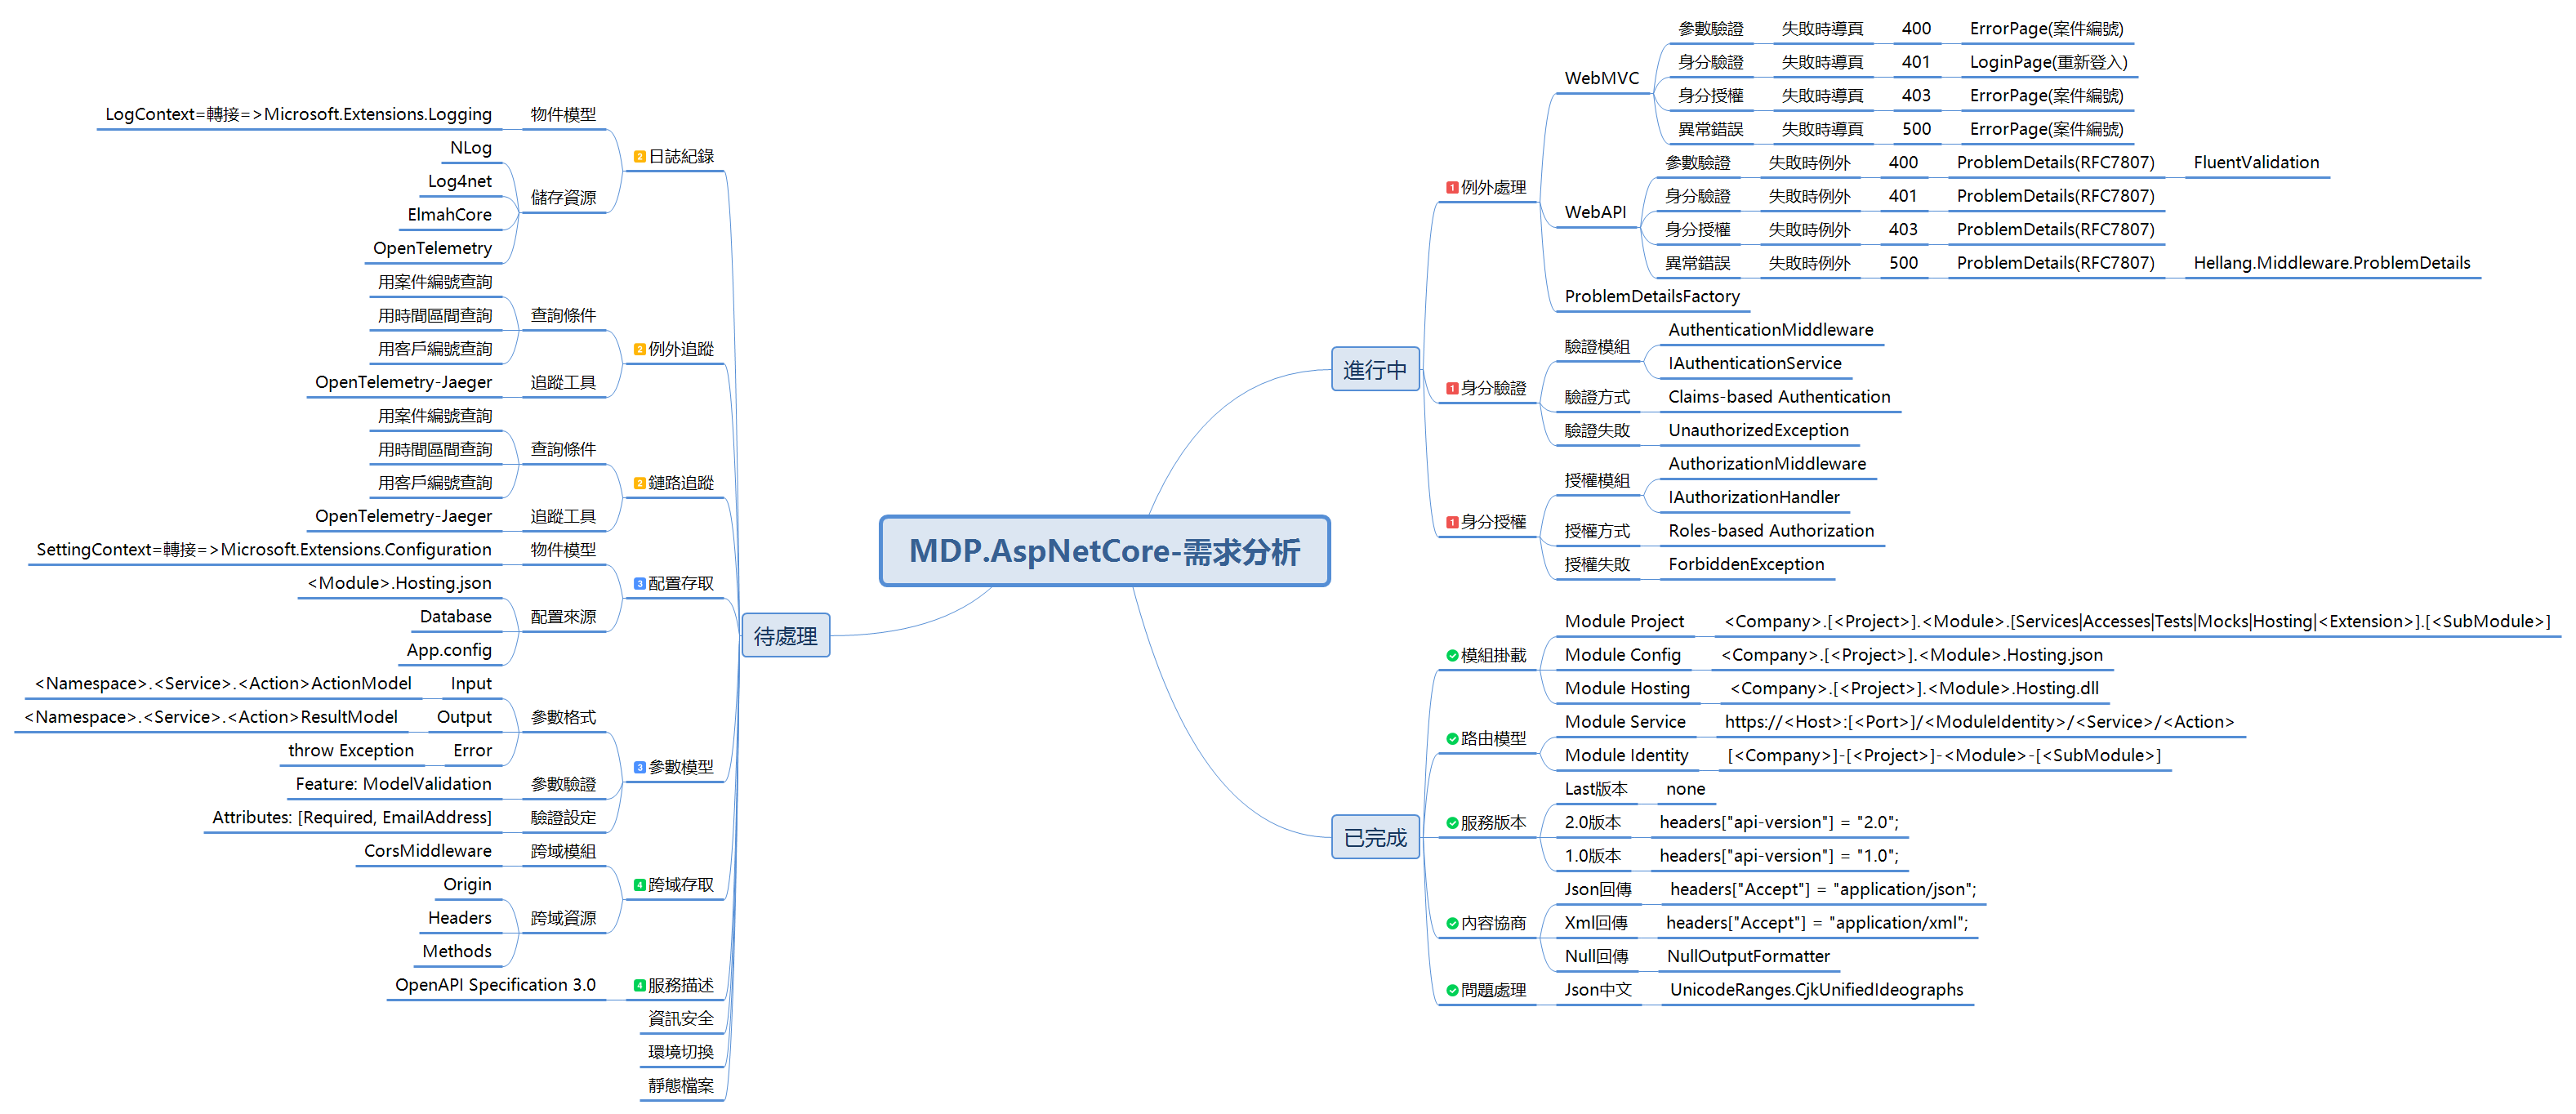 MDP.AspNetCore-需求分析
進行中
1 例外處理
WebMVC
參數驗證 失敗時導頁 400 ErrorPage(案件編號)
身分驗證 失敗時導頁 401 LoginPage(重新登入)
身分授權 失敗時導頁 403 ErrorPage(案件編號)
異常錯誤 失敗時導頁 500 ErrorPage(案件編號)
WebAPI
參數驗證 失敗時例外 400 ProblemDetails(RFC7807) FluentValidation
身分驗證 失敗時例外 401 ProblemDetails(RFC7807)
身分授權 失敗時例外 403 ProblemDetails(RFC7807)
異常錯誤 失敗時例外 500 ProblemDetails(RFC7807) Hellang.Middleware.ProblemDetails
ProblemDetailsFactory
1 身分驗證
驗證模組
AuthenticationMiddleware
IAuthenticationService
驗證方式 Claims-based Authentication
驗證失敗 UnauthorizedException
1 身分授權
授權模組
AuthorizationMiddleware
IAuthorizationHandler
授權方式 Roles-based Authorization
授權失敗 ForbiddenException
已完成
模組掛載
Module Project <Company>.[<Project>].<Module>.[Services|Accesses|Tests|Mocks|Hosting|<Extension>].[<SubModule>]
Module Config <Company>.[<Project>].<Module>.Hosting.json
Module Hosting <Company>.[<Project>].<Module>.Hosting.dll
路由模型
Module Service https://<Host>:[<Port>]/<ModuleIdentity>/<Service>/<Action>
Module Identity [<Company>]-[<Project>]-<Module>-[<SubModule>]
服務版本
Last版本 none
2.0版本 headers["api-version"] = "2.0";
1.0版本 headers["api-version"] = "1.0";
內容協商
Json回傳 headers["Accept"] = "application/json";
Xml回傳 headers["Accept"] = "application/xml";
Null回傳 NullOutputFormatter
問題處理
Json中文 UnicodeRanges.CjkUnifiedIdeographs
待處理
2 日誌紀錄
物件模型
LogContext=轉接=>Microsoft.Extensions.Logging
儲存資源
NLog
Log4net
ElmahCore
OpenTelemetry
2 例外追蹤
查詢條件
用案件編號查詢
用時間區間查詢
用客戶編號查詢
追蹤工具
OpenTelemetry-Jaeger
2 鏈路追蹤
查詢條件
用案件編號查詢
用時間區間查詢
用客戶編號查詢
追蹤工具
OpenTelemetry-Jaeger
3 配置存取
物件模型
SettingContext=轉接=>Microsoft.Extensions.Configuration
配置來源
<Module>.Hosting.json
Database
App.config
3 參數模型
參數格式
Input
<Namespace>.<Service>.<Action>ActionModel
Output
<Namespace>.<Service>.<Action>ResultModel
Error
throw Exception
參數驗證
Feature: ModelValidation
驗證設定
Attributes: [Required, EmailAddress]
4 跨域存取
跨域模組
CorsMiddleware
跨域資源
Origin
Headers
Methods
4 服務描述
OpenAPI Specification 3.0
資訊安全
環境切換
靜態檔案